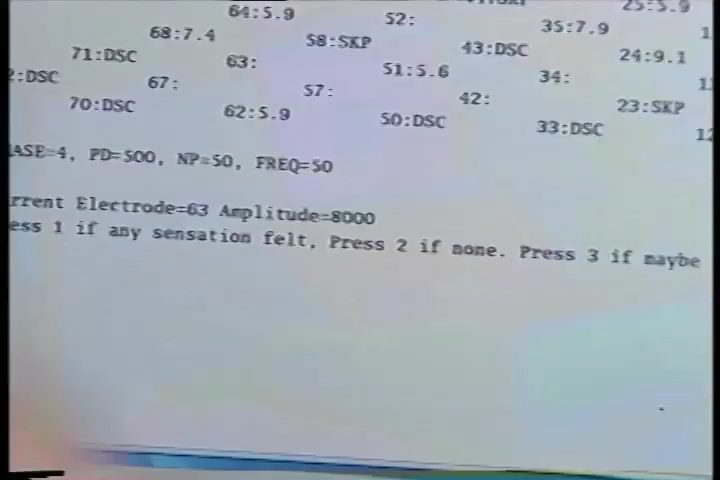 25:5.9
64:5.9 52: 35:7.9
68:7.4 58:SKP 43:DSC 24:9.1
71:DSC 63: 51:5.6 34:
:DSC 67: 57: 42: 23:SKP
70:DSC 62:5.9 50:DSC 33:DSC
ASE=4, PD=500, NP=50, FREQ=50
rrent Electrode=63 Amplitude=8000
ess 1 if any sensation felt, Press 2 if none. Press 3 if maybe